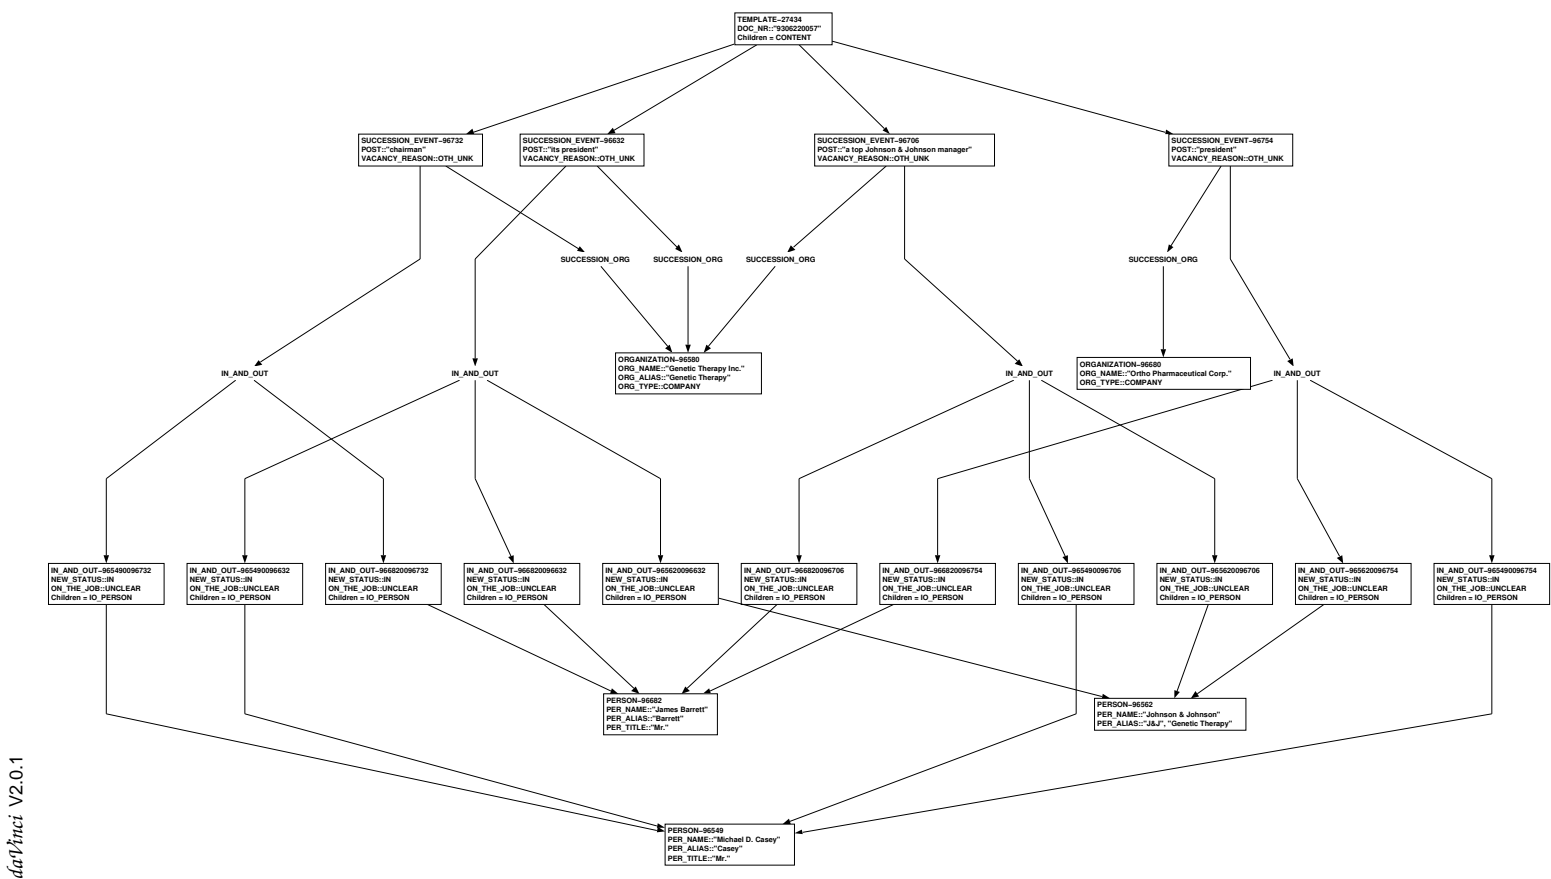 TEMPLATE-27434
DOC_NR::"9306220057"
Children = CONTENT
SUCCESSION_EVENT-96732
POST::"chairman"
VACANCY_REASON::OTH_UNK
SUCCESSION_EVENT-96632
POST::"its president"
VACANCY_REASON::OTH_UNK
SUCCESSION_EVENT-96706
POST::"a top Johnson & Johnson manager"
VACANCY_REASON::OTH_UNK
SUCCESSION_EVENT-96754
POST::"president"
VACANCY_REASON::OTH_UNK
SUCCESSION_ORG
SUCCESSION_ORG
SUCCESSION_ORG
SUCCESSION_ORG
IN_AND_OUT
IN_AND_OUT
ORGANIZATION-96580
ORG_NAME::"Genetic Therapy Inc."
ORG_ALIAS::"Genetic Therapy"
ORG_TYPE::COMPANY
IN_AND_OUT
ORGANIZATION-96680
ORG_NAME::"Ortho Pharmaceutical Corp."
ORG_TYPE::COMPANY
IN_AND_OUT
IN_AND_OUT-965490096732
NEW_STATUS::IN
ON_THE_JOB::UNCLEAR
Children = IO_PERSON
IN_AND_OUT-965490096632
NEW_STATUS::IN
ON_THE_JOB::UNCLEAR
Children = IO_PERSON
IN_AND_OUT-966820096732
NEW_STATUS::IN
ON_THE_JOB::UNCLEAR
Children = IO_PERSON
IN_AND_OUT-966820096632
NEW_STATUS::IN
ON_THE_JOB::UNCLEAR
Children = IO_PERSON
IN_AND_OUT-965620096632
NEW_STATUS::IN
ON_THE_JOB::UNCLEAR
Children = IO_PERSON
IN_AND_OUT-966820096706
NEW_STATUS::IN
ON_THE_JOB::UNCLEAR
Children = IO_PERSON
IN_AND_OUT-966820096754
NEW_STATUS::IN
ON_THE_JOB::UNCLEAR
Children = IO_PERSON
IN_AND_OUT-965490096706
NEW_STATUS::IN
ON_THE_JOB::UNCLEAR
Children = IO_PERSON
IN_AND_OUT-965620096706
NEW_STATUS::IN
ON_THE_JOB::UNCLEAR
Children = IO_PERSON
IN_AND_OUT-965620096754
NEW_STATUS::IN
ON_THE_JOB::UNCLEAR
Children = IO_PERSON
IN_AND_OUT-965490096754
NEW_STATUS::IN
ON_THE_JOB::UNCLEAR
Children = IO_PERSON
PERSON-96682
PER_NAME::"James Barrett"
PER_ALIAS::"Barrett"
PER_TITLE::"Mr."
PERSON-96562
PER_NAME::"Johnson & Johnson"
PER_ALIAS::"J&J", "Genetic Therapy"
PERSON-96549
PER_NAME::"Michael D. Casey"
PER_ALIAS::"Casey"
PER_TITLE::"Mr."
daVinci V2.0.1